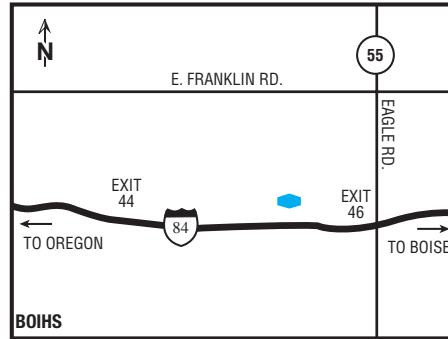 N
55
E. FRANKLIN RD.
EAGLE RD.
EXIT
44
EXIT
46
84
TO OREGON
TO BOISE
BOIHS